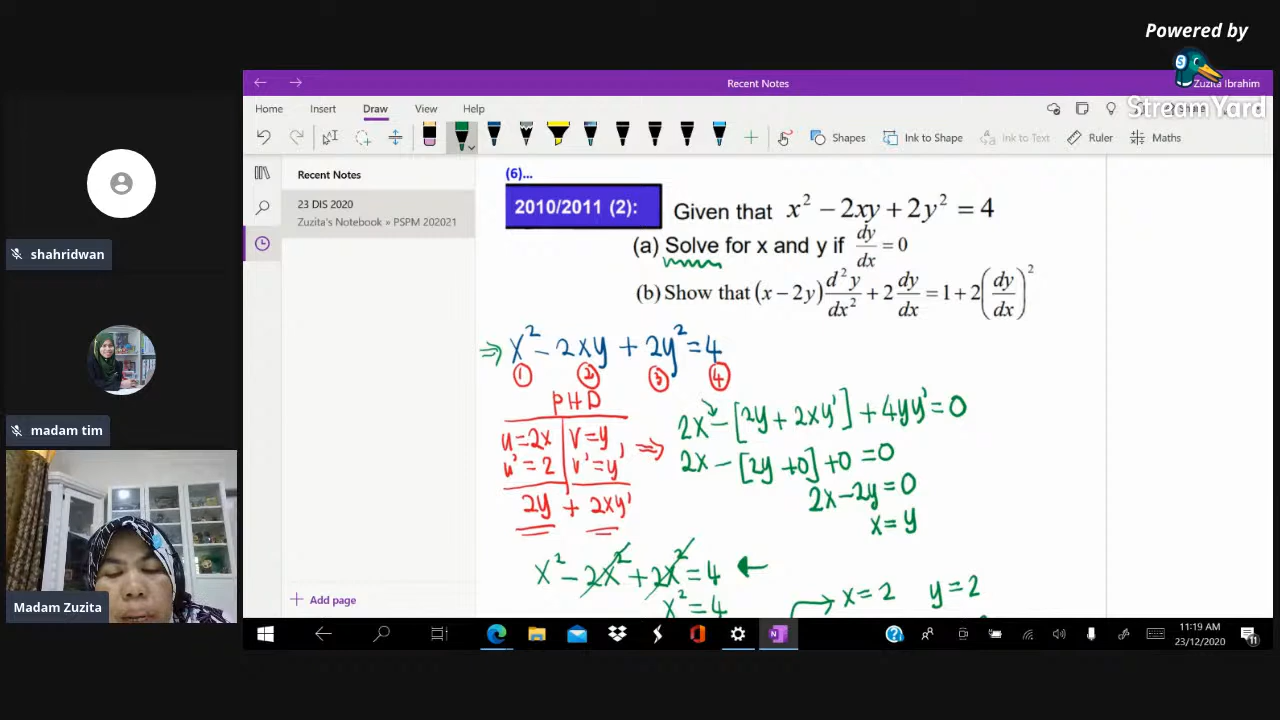 Powered by
StreamYard
Recent Notes
Zuzita Ibrahim
Home Insert Draw View Help
Shapes Ink to Shape Ink to Text Ruler Maths
Recent Notes
23 DIS 2020
Zuzita's Notebook » PSPM 202021
Add page
(6)...
2010/2011 (2): Given that x² − 2xy + 2y² = 4
(a) Solve for x and y if dy/dx = 0
(b) Show that (x − 2y) d²y/dx² + 2 dy/dx = 1 + 2(dy/dx)²
⇒ x² − 2xy + 2y² = 4
① ② ③ ④
PHD
u = 2x v = y
u' = 2 v' = y'
2y + 2xy'
⇒ 2x − [2y + 2xy'] + 4yy' = 0
2x − [2y + 0] + 0 = 0
2x − 2y = 0
x = y
x² − 2x² + 2x² = 4 ←
x² = 4
→ x = 2 y = 2
shahridwan
madam tim
Madam Zuzita
11:19 AM
23/12/2020
11